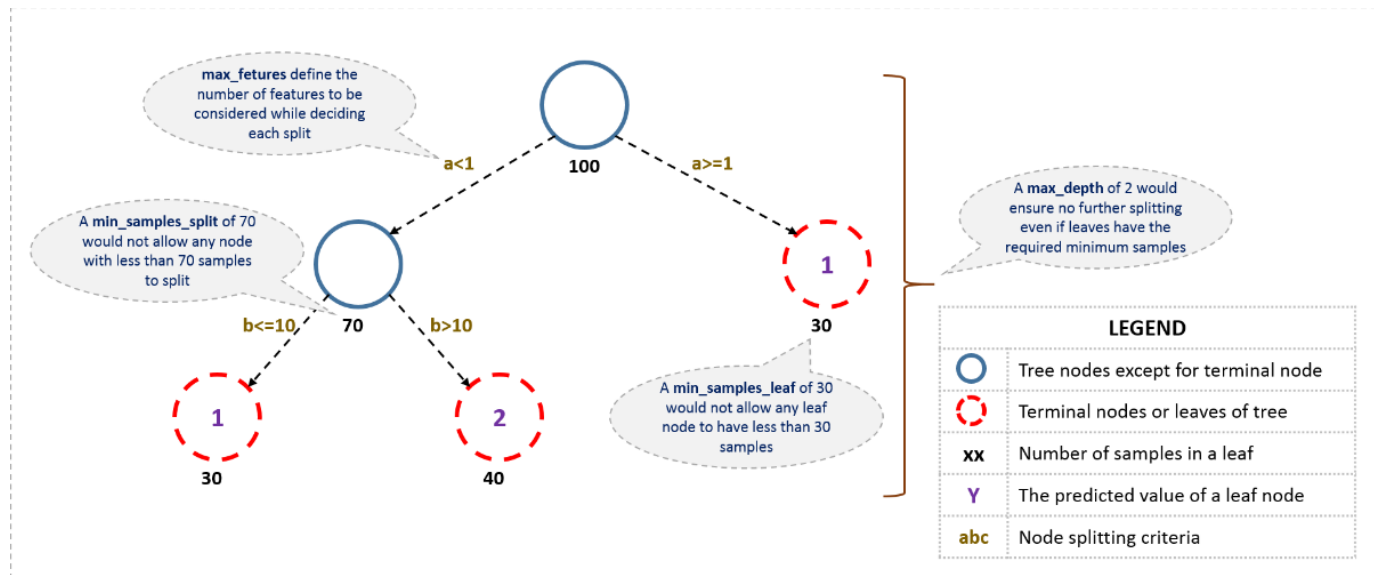 max_fetures define the
number of features to be
considered while deciding
each split
a<1
100
a>=1
A min_samples_split of 70
would not allow any node
with less than 70 samples
to split
A max_depth of 2 would
ensure no further splitting
even if leaves have the
required minimum samples
1
b<=10
70
b>10
30
A min_samples_leaf of 30
would not allow any leaf
node to have less than 30
samples
1
2
30
40
LEGEND
Tree nodes except for terminal node
Terminal nodes or leaves of tree
xx Number of samples in a leaf
Y The predicted value of a leaf node
abc Node splitting criteria